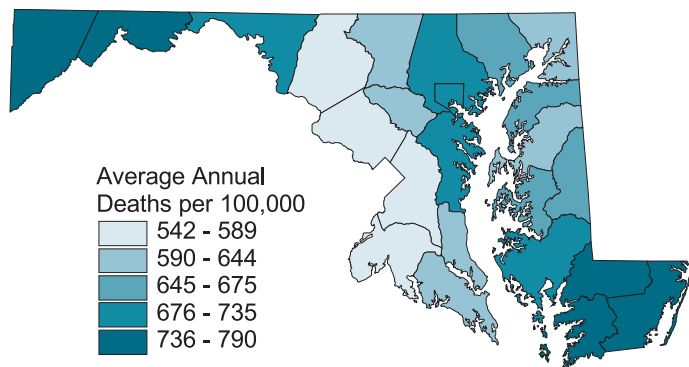 Average Annual
Deaths per 100,000
542 - 589
590 - 644
645 - 675
676 - 735
736 - 790